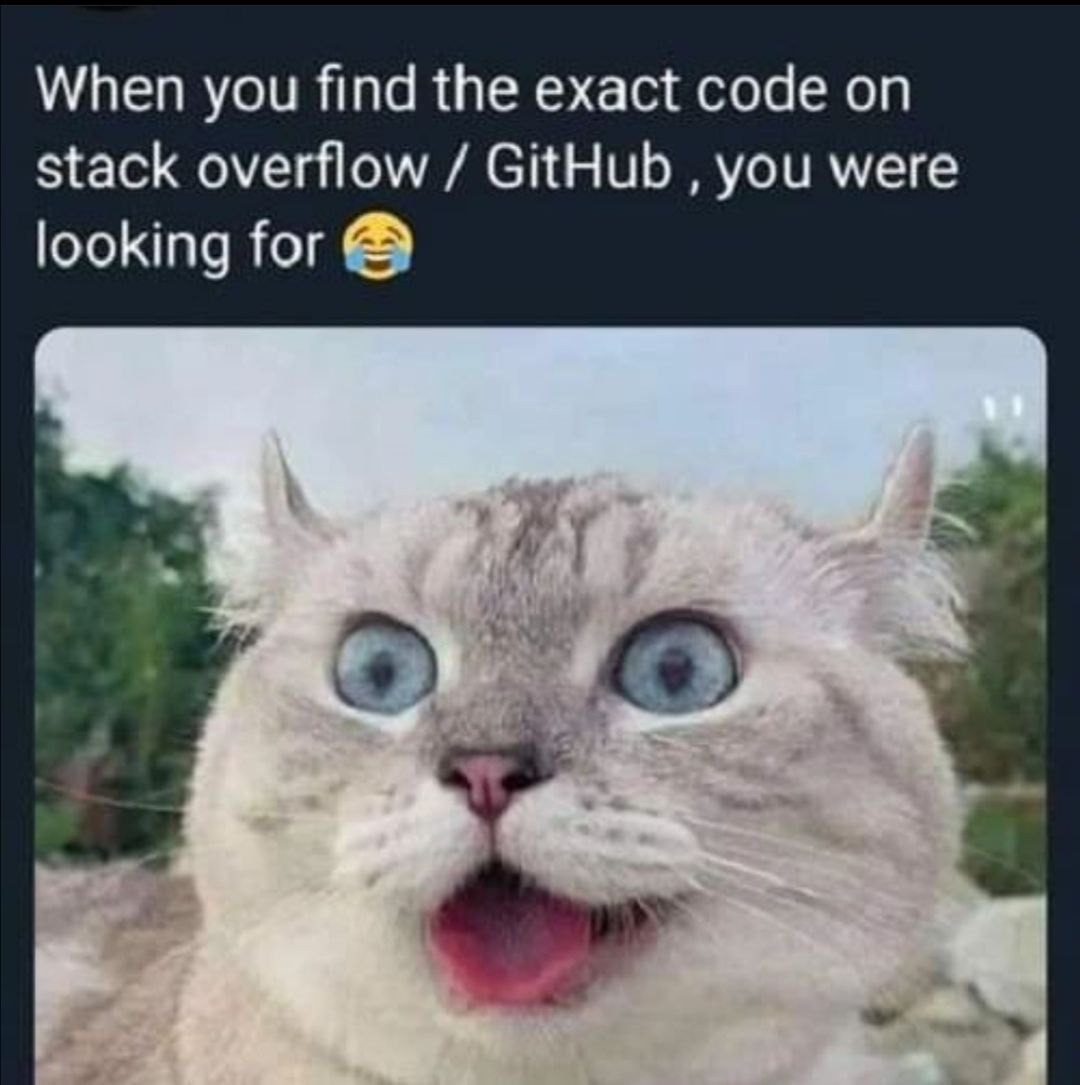 When you find the exact code on
stack overflow / GitHub , you were
looking for 😂